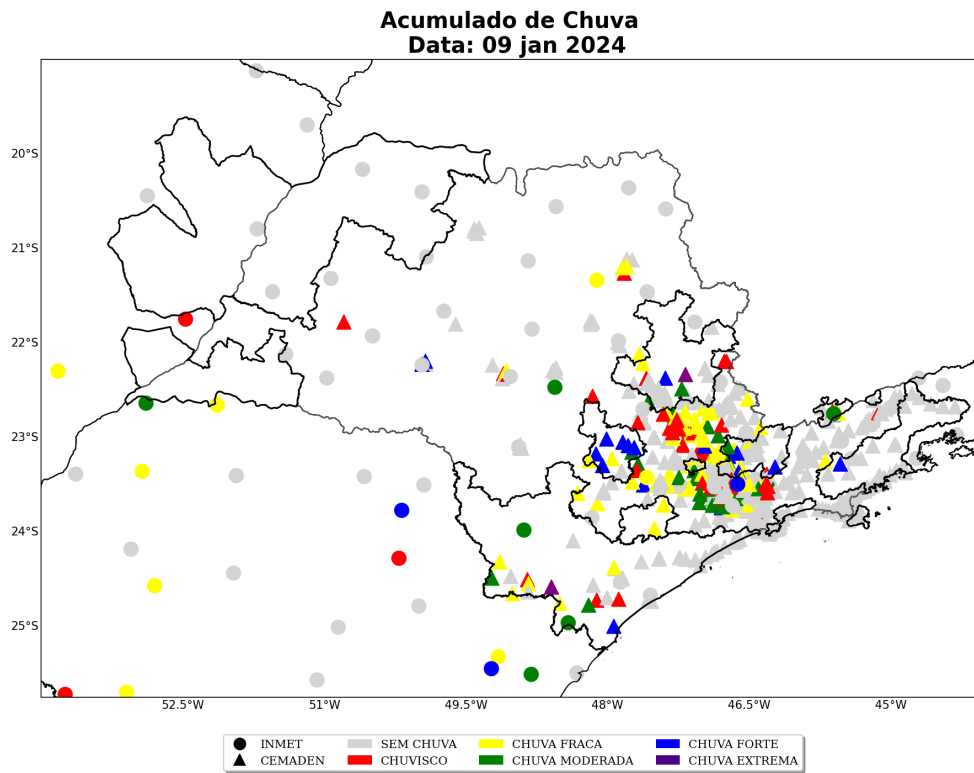 Acumulado de Chuva
Data: 09 jan 2024
20°S
21°S
22°S
23°S
24°S
25°S
52.5°W 51°W 49.5°W 48°W 46.5°W 45°W
INMET SEM CHUVA CHUVA FRACA CHUVA FORTE
CEMADEN CHUVISCO CHUVA MODERADA CHUVA EXTREMA